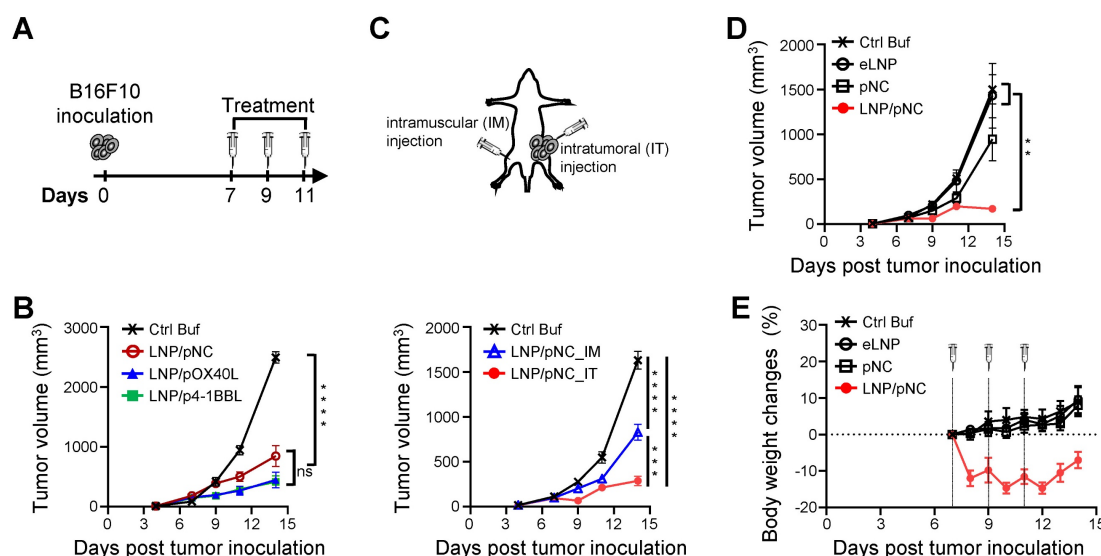 A
B16F10
inoculation
Treatment
Days 0 7 9 11
C
intramuscular (IM)
injection
intratumoral (IT)
injection
D
Tumor volume (mm3)
2000
1500
1000
500
0
Ctrl Buf
eLNP
pNC
LNP/pNC
**
0 3 6 9 12 15
Days post tumor inoculation
B
Tumor volume (mm3)
3000
2000
1000
0
Ctrl Buf
LNP/pNC
LNP/pOX40L
LNP/p4-1BBL
****
ns
0 3 6 9 12 15
Days post tumor inoculation
Tumor volume (mm3)
2000
1500
1000
500
0
Ctrl Buf
LNP/pNC_IM
LNP/pNC_IT
****
***
****
0 3 6 9 12 15
Days post tumor inoculation
E
Body weight changes (%)
30
20
10
0
-10
-20
Ctrl Buf
eLNP
pNC
LNP/pNC
0 3 6 9 12 15
Days post tumor inoculation